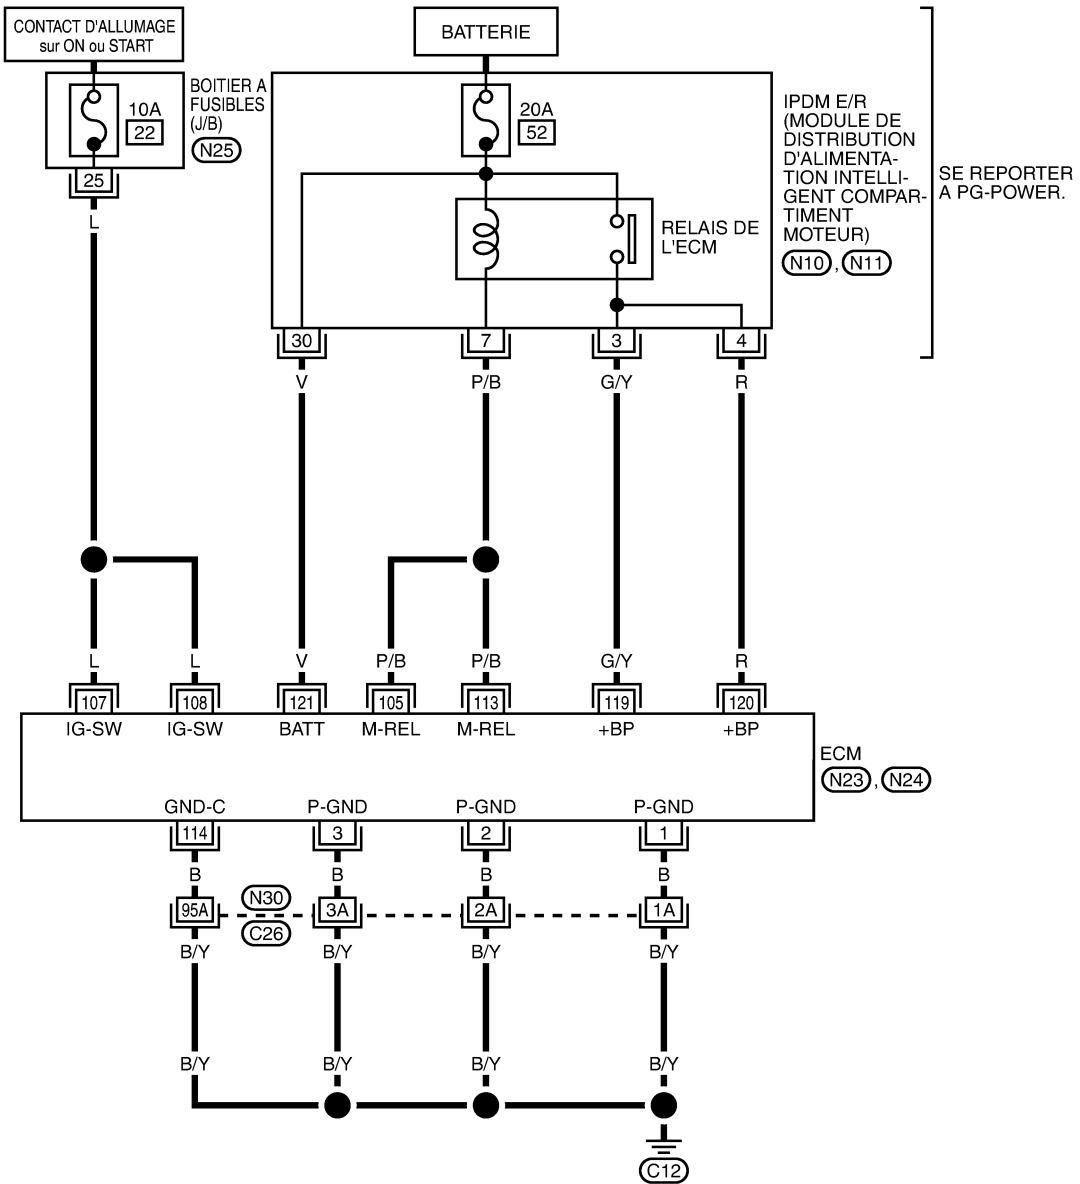 CONTACT D'ALLUMAGE
sur ON ou START
BATTERIE
10A
22
BOITIER A
FUSIBLES
(J/B)
N25
25
L
20A
52
RELAIS DE
L'ECM
IPDM E/R
(MODULE DE
DISTRIBUTION
D'ALIMENTA-
TION INTELLI-
GENT COMPAR-
TIMENT
MOTEUR)
N10 , N11
SE REPORTER
A PG-POWER.
30 7 3 4
V P/B G/Y R
L L V P/B P/B G/Y R
107 108 121 105 113 119 120
IG-SW IG-SW BATT M-REL M-REL +BP +BP
ECM
N23 , N24
GND-C P-GND P-GND P-GND
114 3 2 1
B B B B
N30
95A 3A 2A 1A
C26
B/Y B/Y B/Y B/Y
B/Y B/Y B/Y B/Y
C12